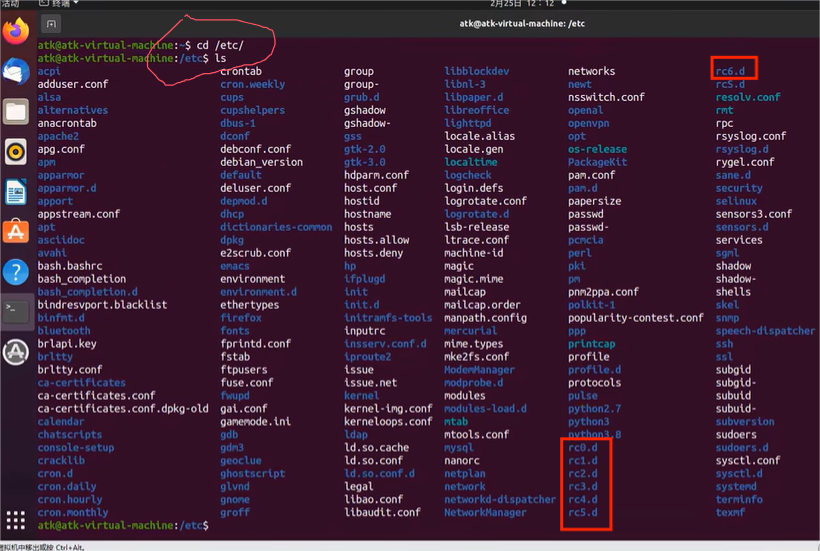 活动
终端
2月25日 12：12
atk@atk-virtual-machine: /etc
atk@atk-virtual-machine:~$ cd /etc/
atk@atk-virtual-machine:/etc$ ls
acpi crontab group libblockdev networks rc6.d
adduser.conf cron.weekly group- libnl-3 newt rc5.d
alsa cups grub.d libpaper.d nsswitch.conf resolv.conf
alternatives cupshelpers gshadow libreoffice openal rmt
anacrontab dbus-1 gshadow- lighttpd openvpn rpc
apache2 dconf gss locale.alias opt rsyslog.conf
apg.conf debconf.conf gtk-2.0 locale.gen os-release rsyslog.d
apm debian_version gtk-3.0 localtime PackageKit rygel.conf
apparmor default hdparm.conf logcheck pam.conf sane.d
apparmor.d deluser.conf host.conf login.defs pam.d security
apport depmod.d hostid logrotate.conf papersize selinux
appstream.conf dhcp hostname logrotate.d passwd sensors3.conf
apt dictionaries-common hosts lsb-release passwd- sensors.d
asciidoc dpkg hosts.allow ltrace.conf pcmcia services
avahi e2scrub.conf hosts.deny machine-id perl sgml
bash.bashrc emacs hp magic pki shadow
bash_completion environment ifplugd magic.mime pm shadow-
bash_completion.d environment.d init mailcap pnm2ppa.conf shells
bindresvport.blacklist ethertypes init.d mailcap.order polkit-1 skel
binfmt.d firefox initramfs-tools manpath.config popularity-contest.conf snmp
bluetooth fonts inputrc mercurial ppp speech-dispatcher
brlapi.key fprintd.conf insserv.conf.d mime.types printcap ssh
brltty fstab iproute2 mke2fs.conf profile ssl
brltty.conf ftpusers issue ModemManager profile.d subgid
ca-certificates fuse.conf issue.net modprobe.d protocols subgid-
ca-certificates.conf fwupd kernel modules pulse subuid
ca-certificates.conf.dpkg-old gai.conf kernel-img.conf modules-load.d python2.7 subuid-
calendar gamemode.ini kerneloops.conf mtab python3 subversion
chatscripts gdb ldap mtools.conf python3.8 sudoers
console-setup gdm3 ld.so.cache mysql rc0.d sudoers.d
cracklib geoclue ld.so.conf nanorc rc1.d sysctl.conf
cron.d ghostscript ld.so.conf.d netplan rc2.d sysctl.d
cron.daily glvnd legal network rc3.d systemd
cron.hourly gnome libao.conf networkd-dispatcher rc4.d terminfo
cron.monthly groff libaudit.conf NetworkManager rc5.d texmf
atk@atk-virtual-machine:/etc$
虚拟机中移出或按 Ctrl+Alt。